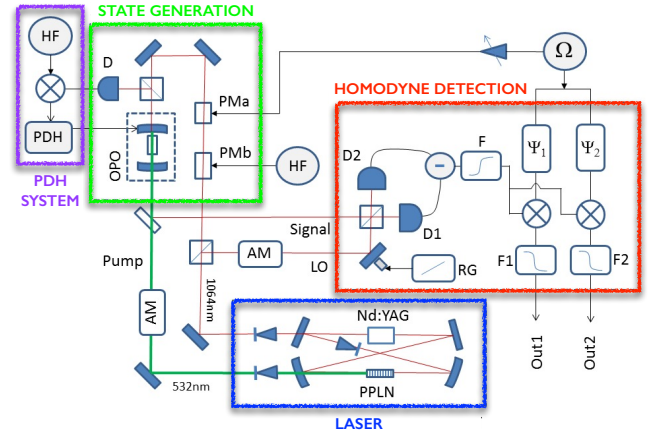 STATE GENERATION
HF
D
PDH
OPO
PDH
SYSTEM
PMa
PMb
HF
Ω
HOMODYNE DETECTION
D2
-
F
Ψ1
Ψ2
D1
Signal
AM
LO
RG
F1
F2
Out1
Out2
Pump
AM
1064nm
532nm
Nd:YAG
PPLN
LASER